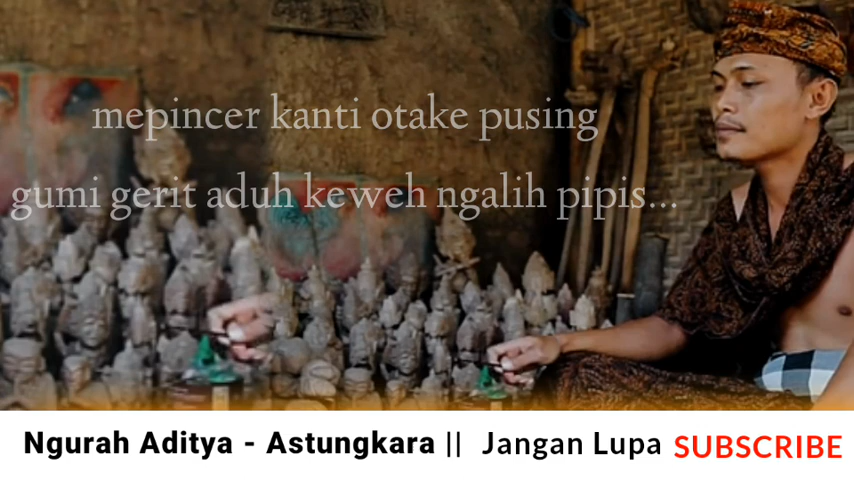 mepincer kanti otake pusing
gumi gerit aduh keweh ngalih pipis...
Ngurah Aditya - Astungkara || Jangan Lupa SUBSCRIBE